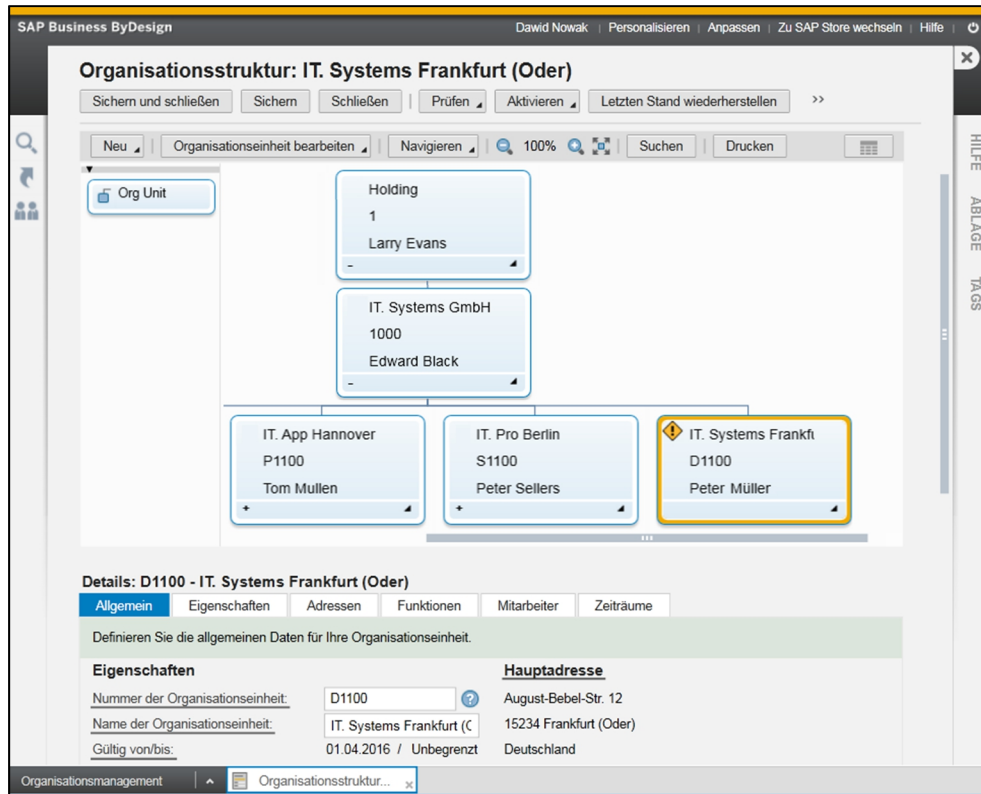 SAP Business ByDesign
Dawid Nowak | Personalisieren | Anpassen | Zu SAP Store wechseln | Hilfe
Organisationsstruktur: IT. Systems Frankfurt (Oder)
Sichern und schließen Sichern Schließen | Prüfen Aktivieren Letzten Stand wiederherstellen >>
Neu | Organisationseinheit bearbeiten | Navigieren | 100% | Suchen | Drucken
HILFE
ABLAGE
TAGS
Org Unit
Holding
1
Larry Evans
-
IT. Systems GmbH
1000
Edward Black
-
IT. App Hannover
P1100
Tom Mullen
+
IT. Pro Berlin
S1100
Peter Sellers
+
IT. Systems Frankfu
D1100
Peter Müller
Details: D1100 - IT. Systems Frankfurt (Oder)
Allgemein Eigenschaften Adressen Funktionen Mitarbeiter Zeiträume
Definieren Sie die allgemeinen Daten für Ihre Organisationseinheit.
Eigenschaften
Nummer der Organisationseinheit: D1100
Name der Organisationseinheit: IT. Systems Frankfurt (O
Gültig von/bis: 01.04.2016 / Unbegrenzt
Hauptadresse
August-Bebel-Str. 12
15234 Frankfurt (Oder)
Deutschland
Organisationsmanagement Organisationsstruktur...